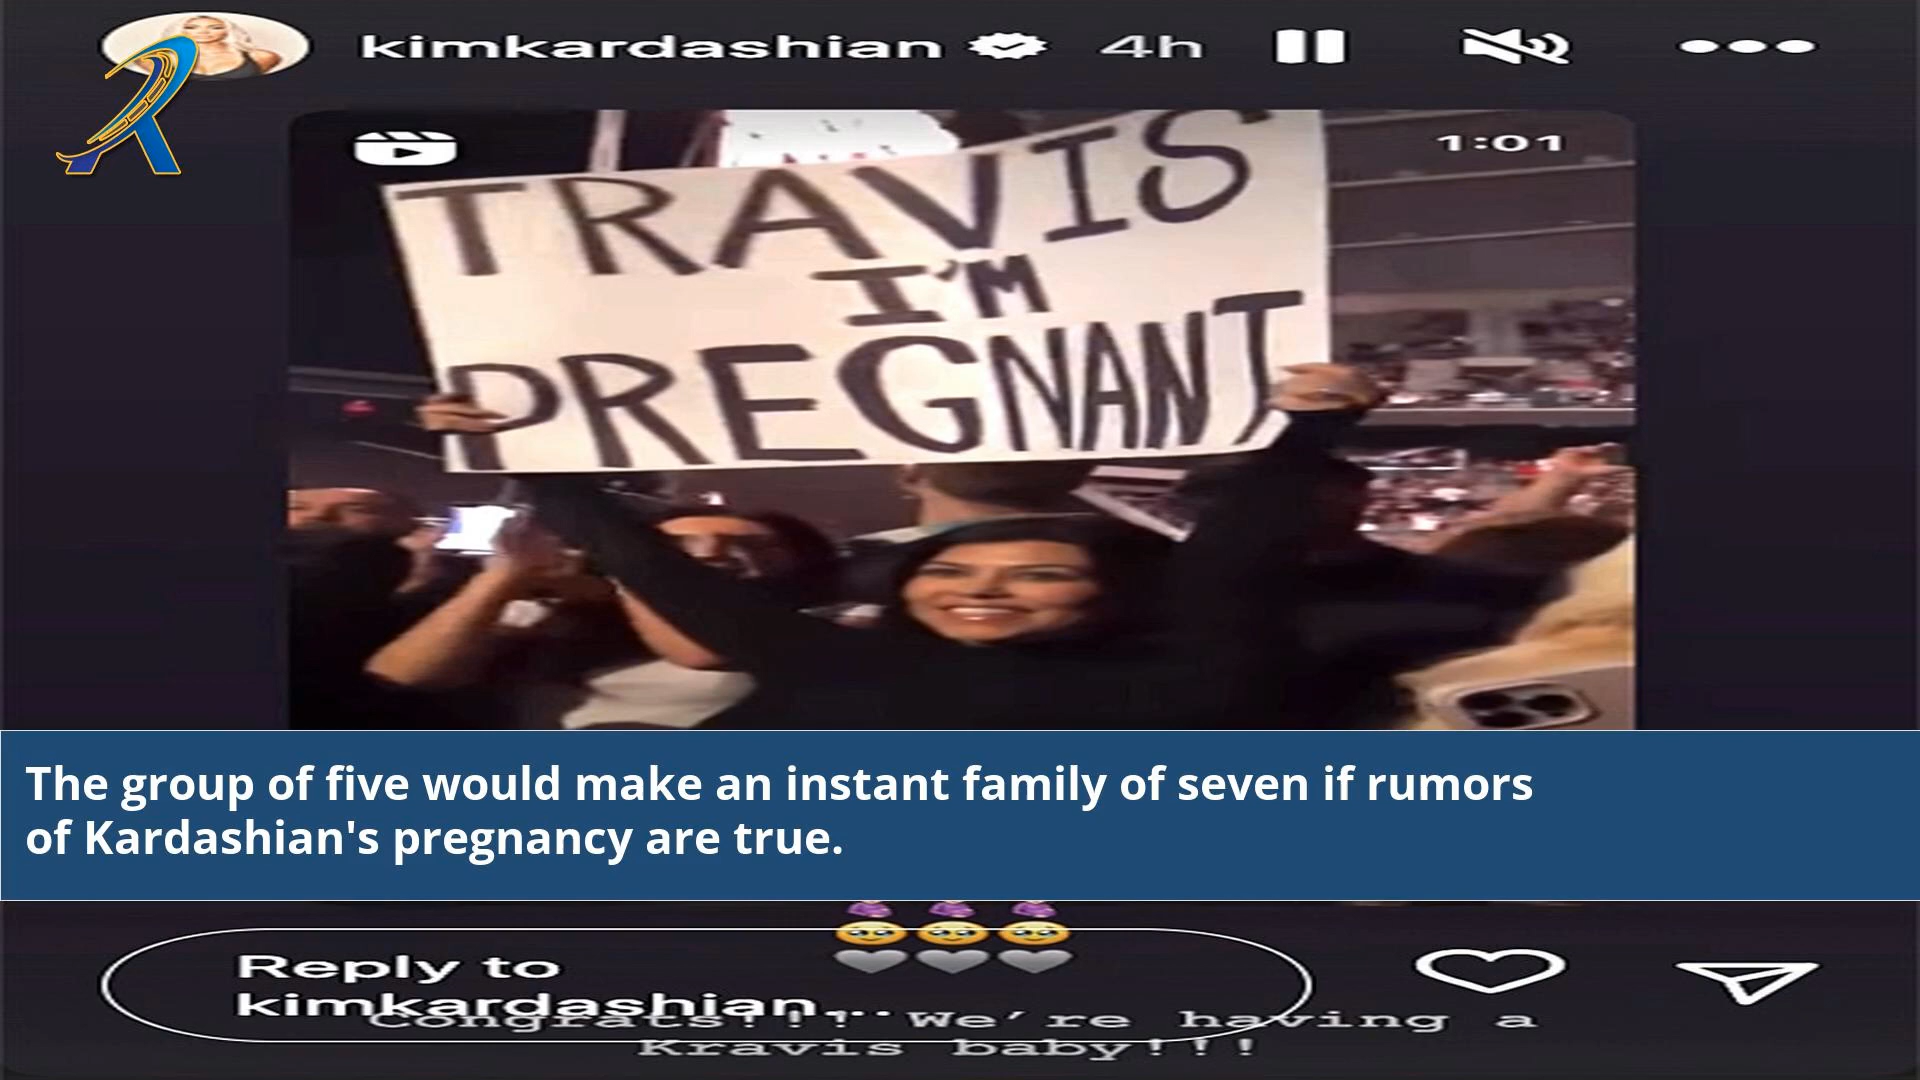 kimkardashian 4h
1:01
TRAVIS
I'M
PREGNANT
The group of five would make an instant family of seven if rumors
of Kardashian's pregnancy are true.
Reply to
kimkardashian...
Congrats!!! We're having a
Kravis baby!!!